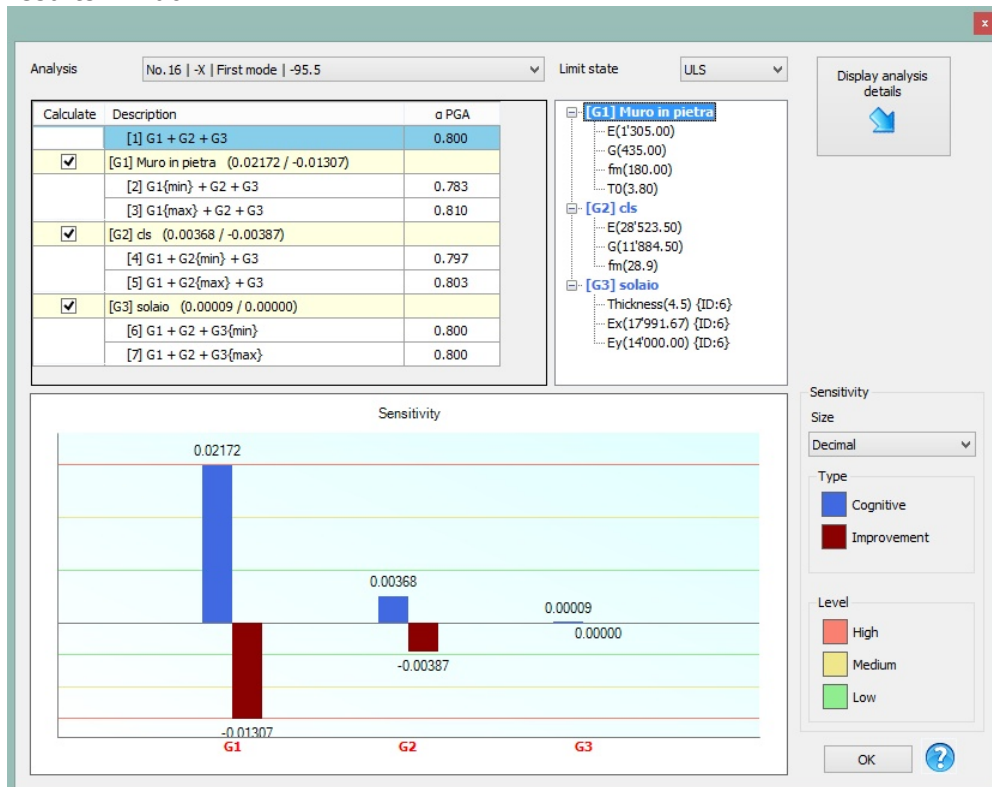 x
Analysis
No.16 | -X | First mode | -95.5
Limit state
ULS
Display analysis
details
Calculate Description α PGA
[1] G1 + G2 + G3 0.800
[G1] Muro in pietra (0.02172 / -0.01307)
[2] G1{min} + G2 + G3 0.783
[3] G1{max} + G2 + G3 0.810
[G2] cls (0.00368 / -0.00387)
[4] G1 + G2{min} + G3 0.797
[5] G1 + G2{max} + G3 0.803
[G3] solaio (0.00009 / 0.00000)
[6] G1 + G2 + G3{min} 0.800
[7] G1 + G2 + G3{max} 0.800
[G1] Muro in pietra
E(1'305.00)
G(435.00)
fm(180.00)
T0(3.80)
[G2] cls
E(28'523.50)
G(11'884.50)
fm(28.9)
[G3] solaio
Thickness(4.5) {ID:6}
Ex(17'991.67) {ID:6}
Ey(14'000.00) {ID:6}
Sensitivity
0.02172
0.00368
0.00009
0.00000
-0.00387
-0.01307
G1 G2 G3
Sensitivity
Size
Decimal
Type
Cognitive
Improvement
Level
High
Medium
Low
OK
?